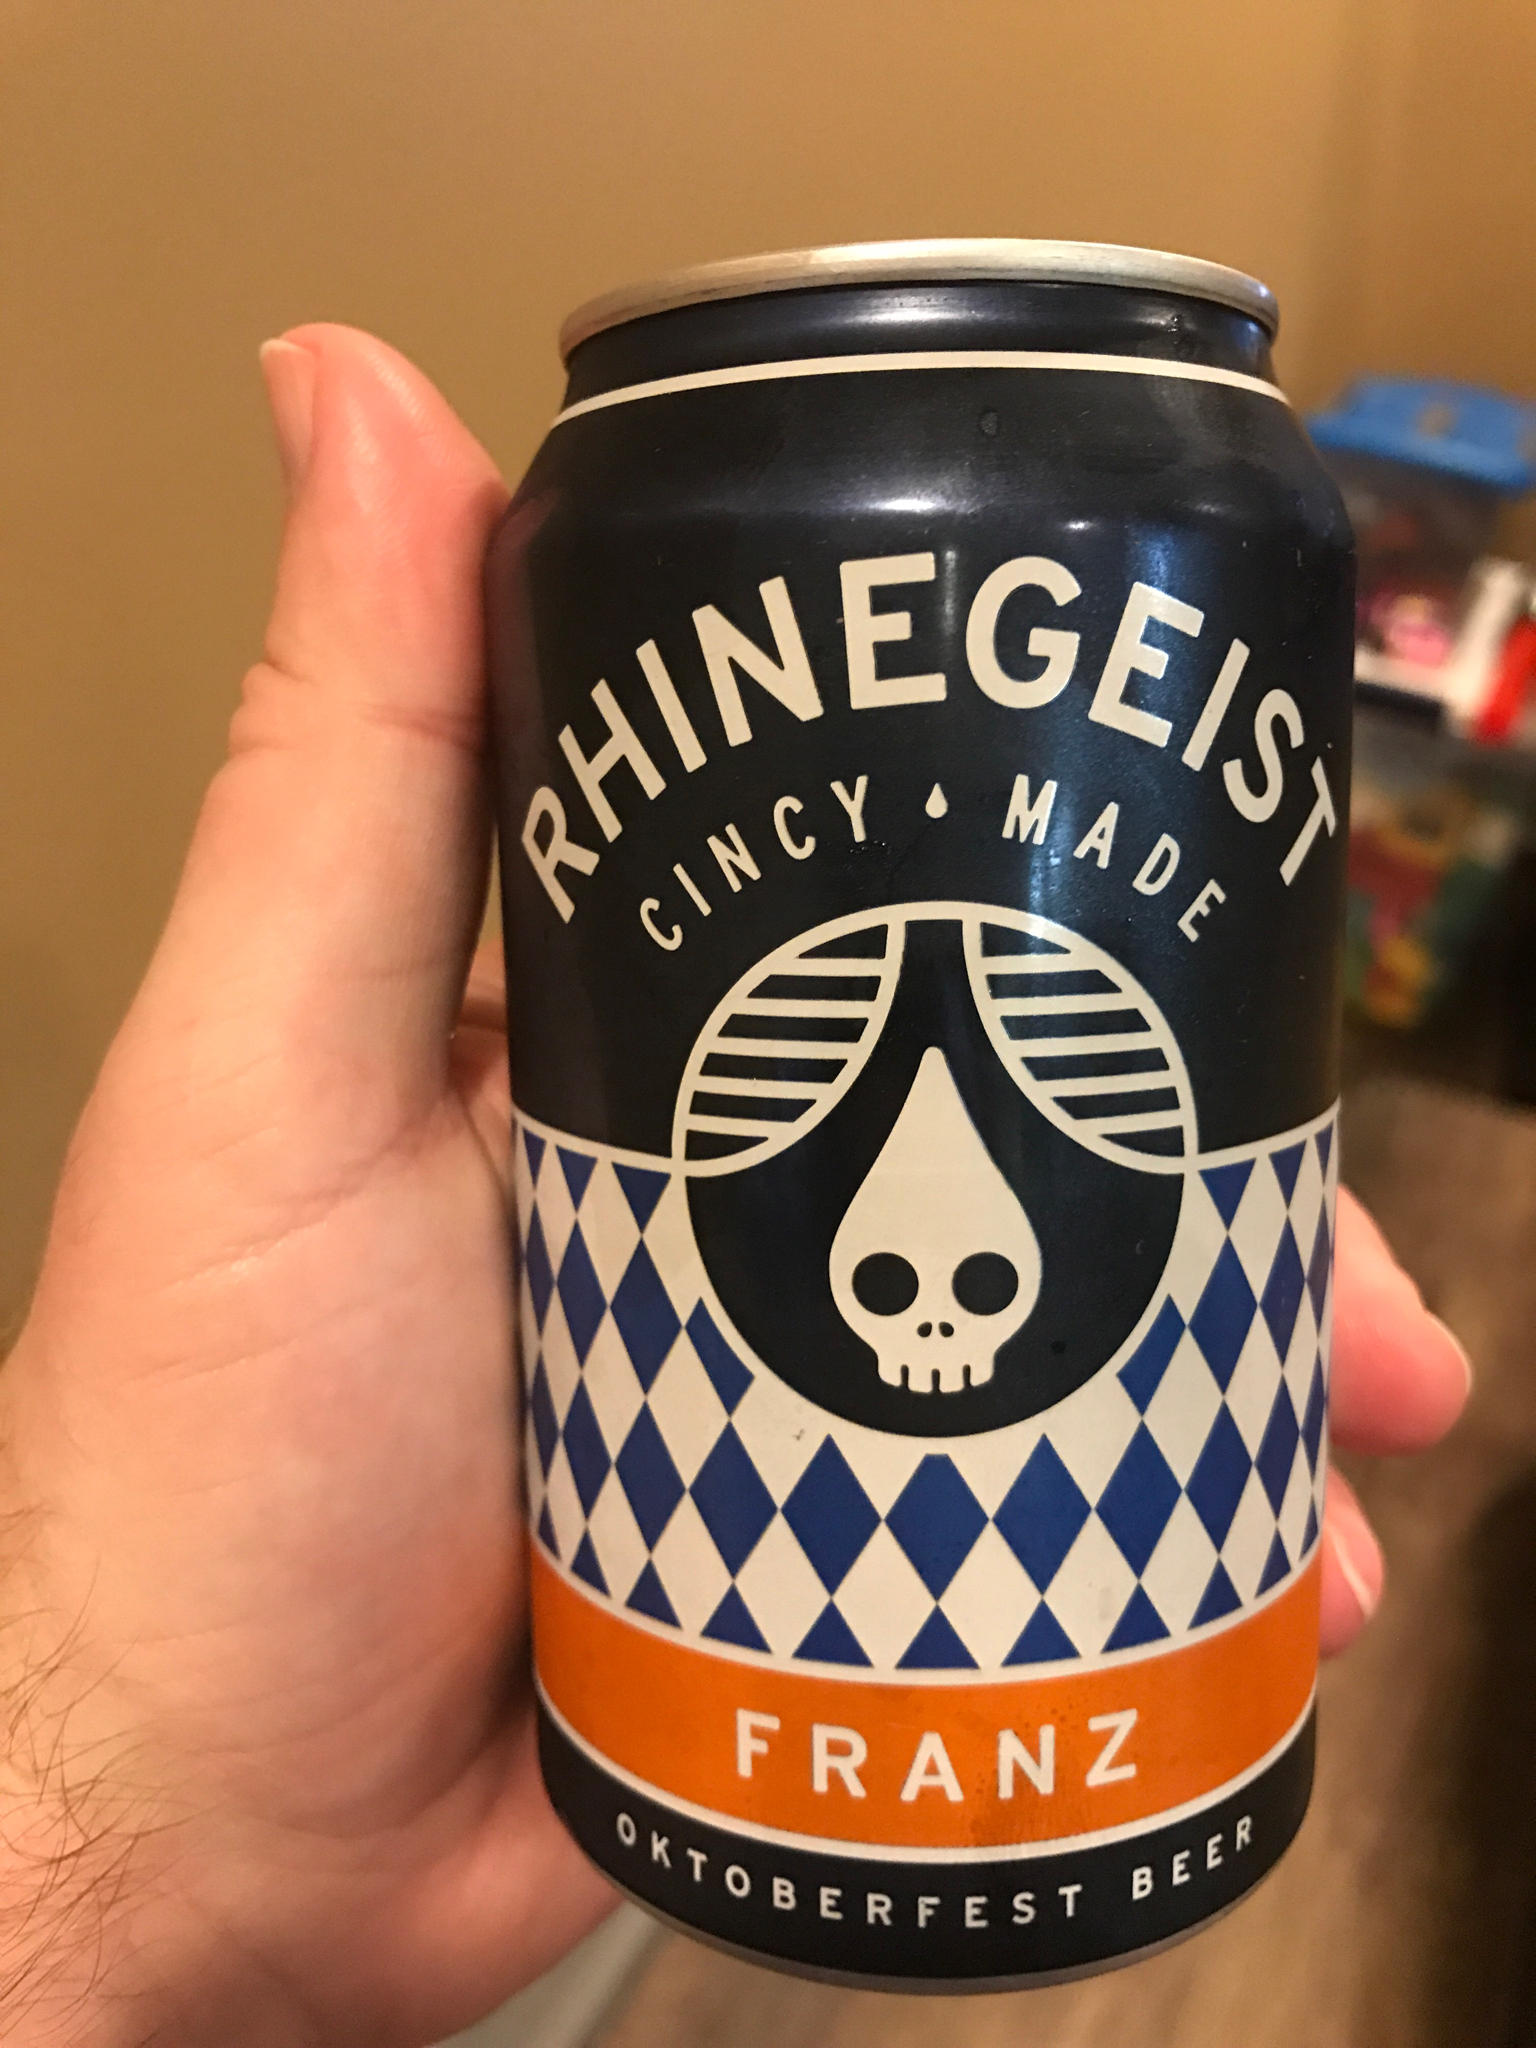 RHINEGEIST
CINCY MADE
FRANZ
OKTOBERFEST BEER